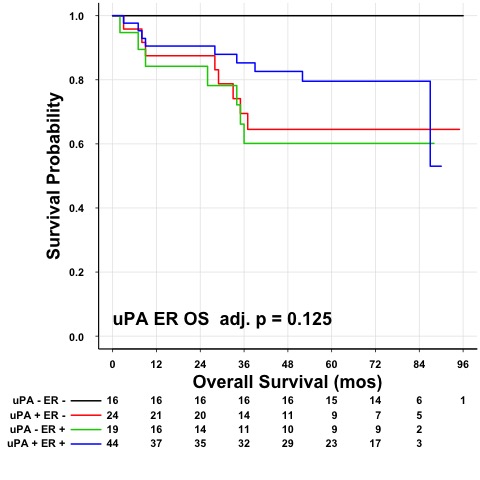 1.0
0.8
0.6
0.4
0.2
0.0
Survival Probability
uPA ER OS adj. p = 0.125
0 12 24 36 48 60 72 84 96
Overall Survival (mos)
uPA - ER - 16 16 16 16 16 15 14 6 1
uPA + ER - 24 21 20 14 11 9 7 5
uPA - ER + 19 16 14 11 10 9 9 2
uPA + ER + 44 37 35 32 29 23 17 3